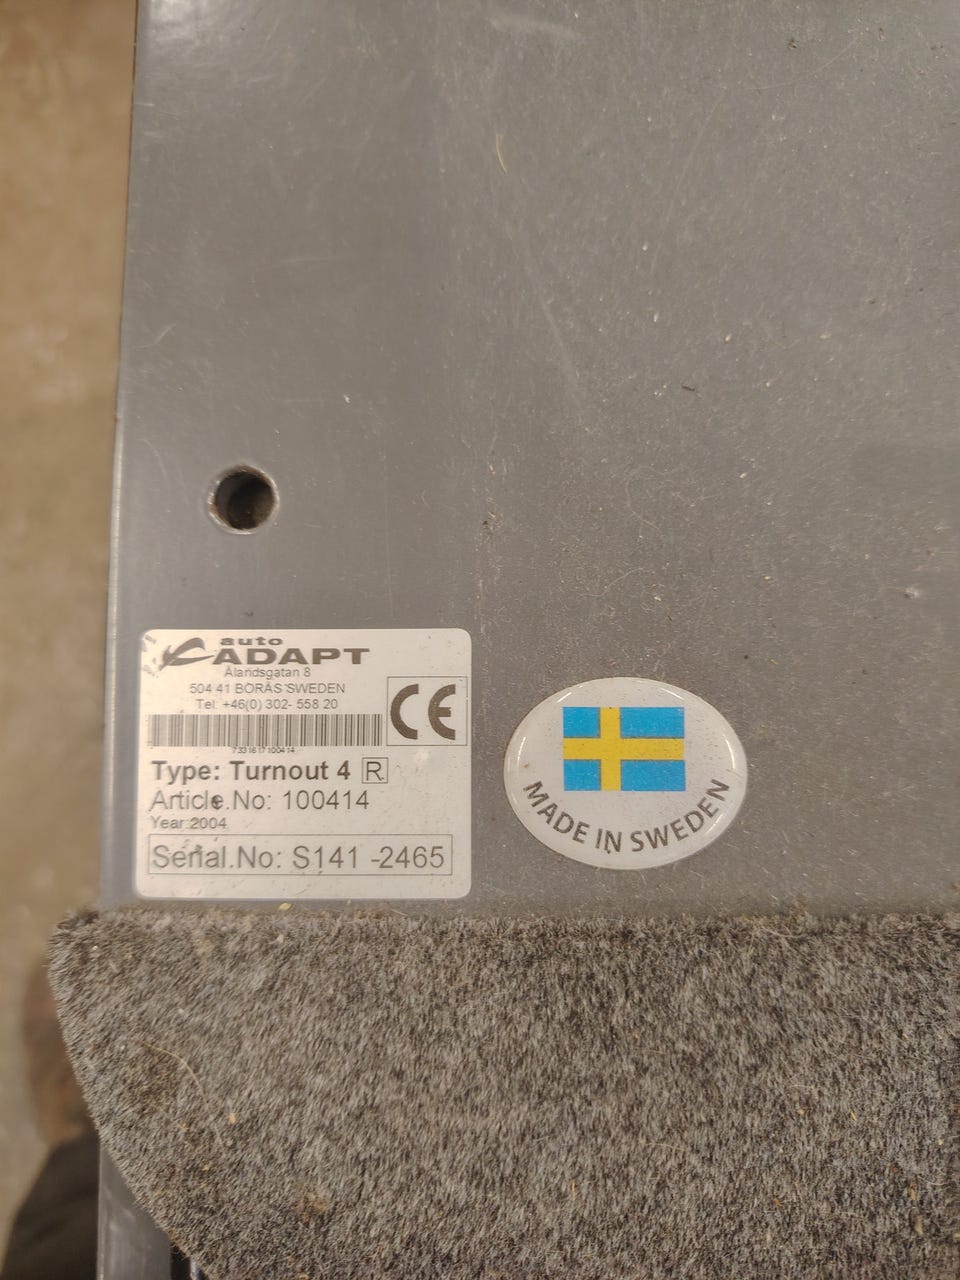 auto
ADAPT
Ålandsgatan 8
504 41 BORÅS SWEDEN
Tel: +46(0) 302- 558 20
CE
7331617100414
Type: Turnout 4 R
Article.No: 100414
Year:2004
Serial.No: S141 -2465
MADE IN SWEDEN